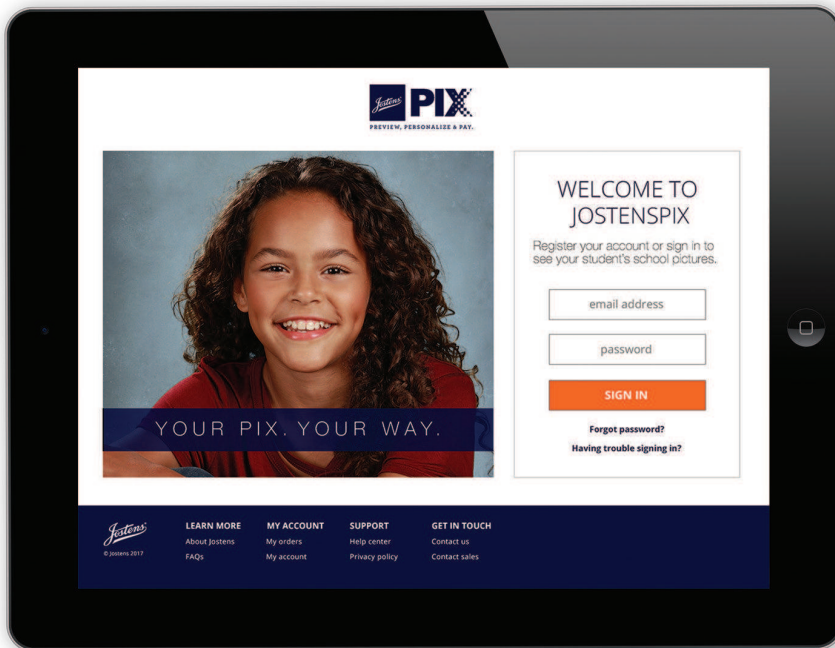 Jostens PIX
PREVIEW, PERSONALIZE & PAY.
YOUR PIX. YOUR WAY.
WELCOME TO
JOSTENSPIX
Register your account or sign in to
see your student's school pictures.
email address
password
SIGN IN
Forgot password?
Having trouble signing in?
Jostens
© Jostens 2017
LEARN MORE
About Jostens
FAQs
MY ACCOUNT
My orders
My account
SUPPORT
Help center
Privacy policy
GET IN TOUCH
Contact us
Contact sales